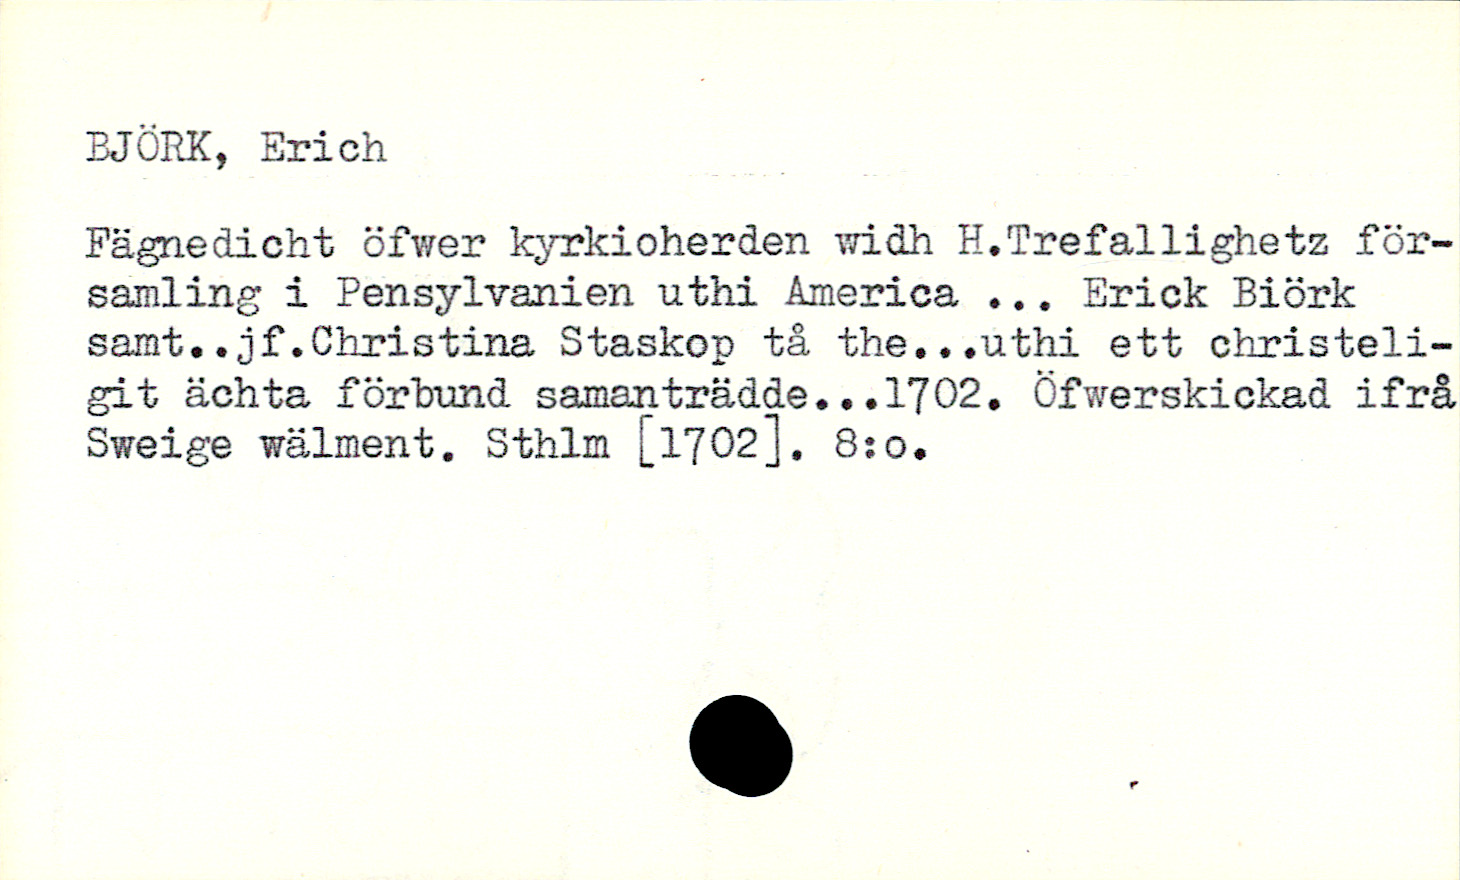 BJÖRK, Erich
Fägnedicht öfwer kyrkioherden widh H.Trefallighetz för-
samling i Pensylvanien uthi America ... Erick Biörk
samt..jf.Christina Staskop tå the...uthi ett christeli-
git ächta förbund samanträdde...1702. Öfwerskickad ifrå
Sweige wälment. Sthlm [1702]. 8:o.